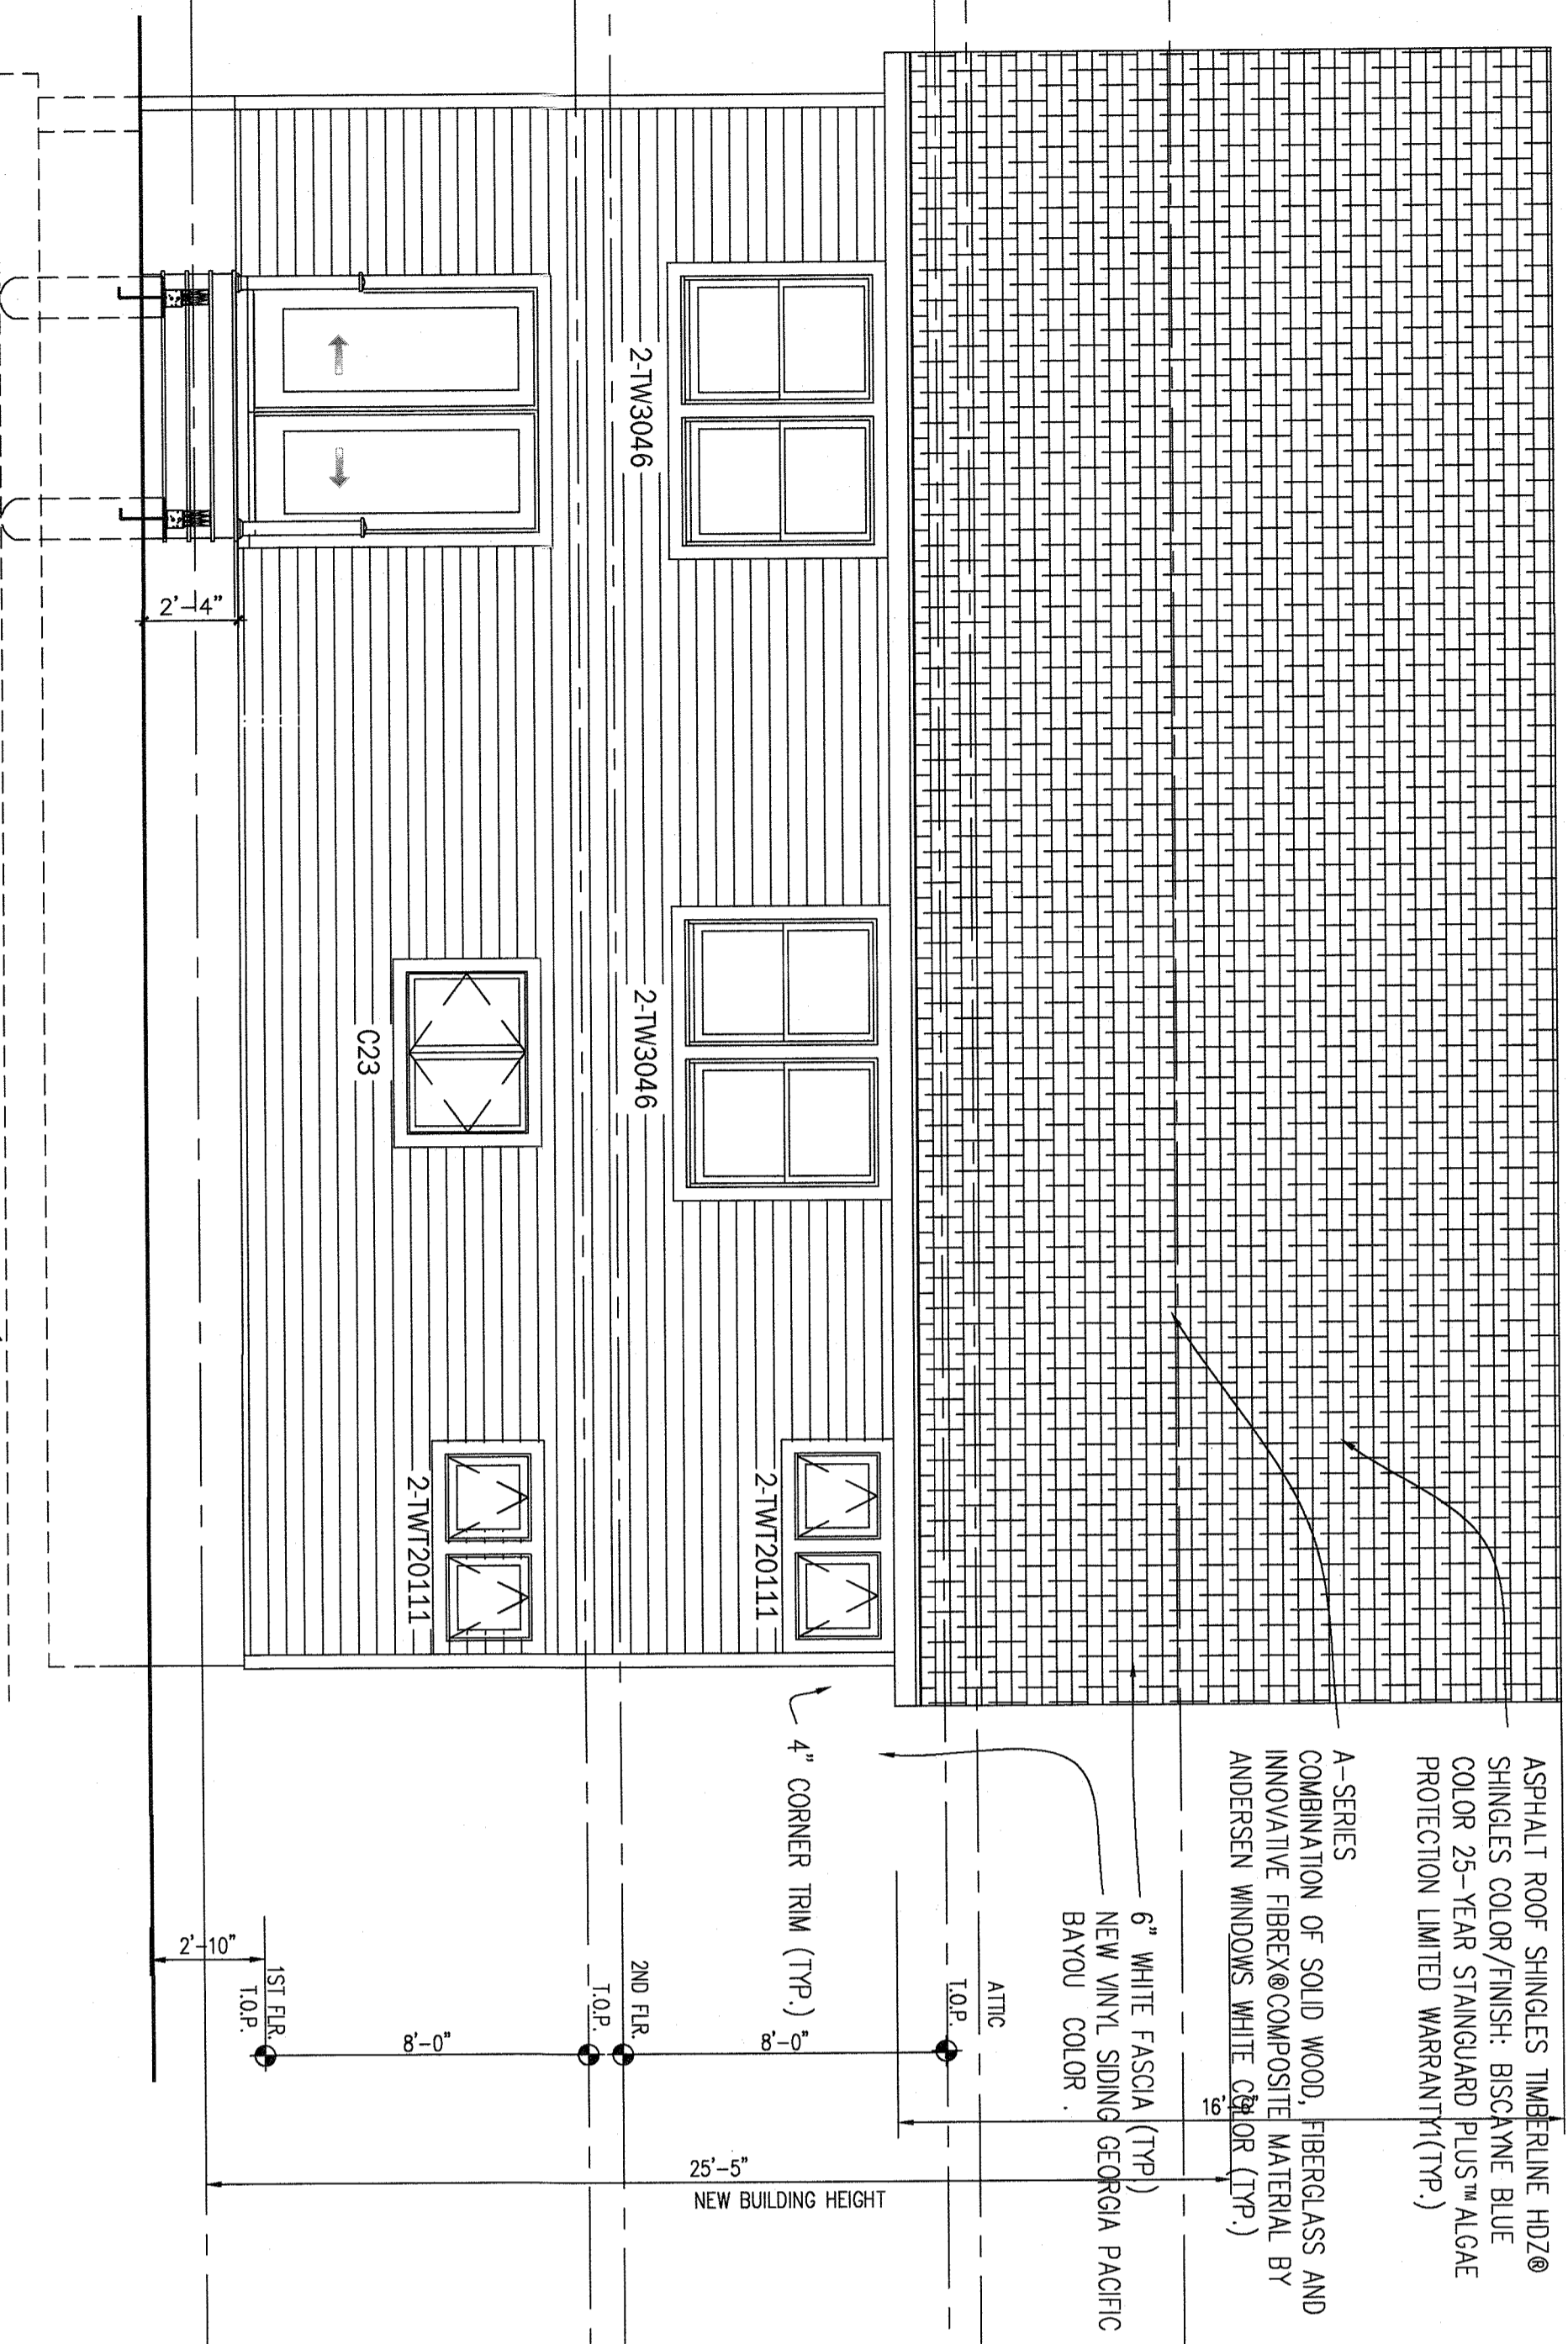 ASPHALT ROOF SHINGLES TIMBERLINE HDZ®
SHINGLES COLOR/FINISH: BISCAYNE BLUE
COLOR 25-YEAR STAINGUARD PLUS™ ALGAE
PROTECTION LIMITED WARRANTY1(TYP.)
A-SERIES
COMBINATION OF SOLID WOOD, FIBERGLASS AND
INNOVATIVE FIBREX®COMPOSITE MATERIAL BY
ANDERSEN WINDOWS WHITE COLOR (TYP.)
6" WHITE FASCIA (TYP.)
NEW VINYL SIDING GEORGIA PACIFIC
BAYOU COLOR .
4" CORNER TRIM (TYP.)
ATTIC
T.O.P.
8'-0"
2ND FLR.
T.O.P.
8'-0"
1ST FLR.
T.O.P.
2'-10"
25'-5"
NEW BUILDING HEIGHT
2-TW3046
2-TW3046
2-TWT20111
C23
2-TWT20111
2'-4"